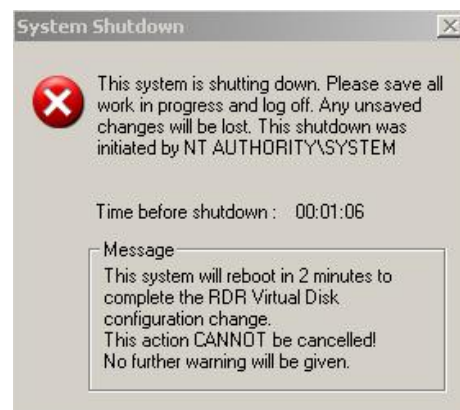 System Shutdown
This system is shutting down. Please save all
work in progress and log off. Any unsaved
changes will be lost. This shutdown was
initiated by NT AUTHORITY\SYSTEM
Time before shutdown : 00:01:06
Message
This system will reboot in 2 minutes to
complete the RDR Virtual Disk
configuration change.
This action CANNOT be cancelled!
No further warning will be given.